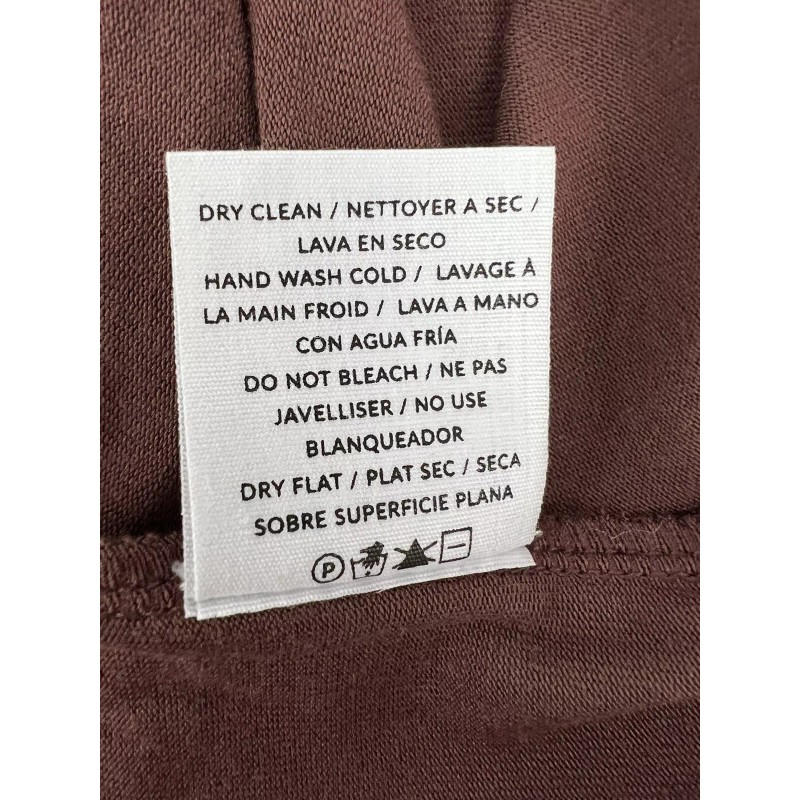 DRY CLEAN / NETTOYER A SEC /
LAVA EN SECO
HAND WASH COLD / LAVAGE À
LA MAIN FROID / LAVA A MANO
CON AGUA FRÍA
DO NOT BLEACH / NE PAS
JAVELLISER / NO USE
BLANQUEADOR
DRY FLAT / PLAT SEC / SECA
SOBRE SUPERFICIE PLANA
P